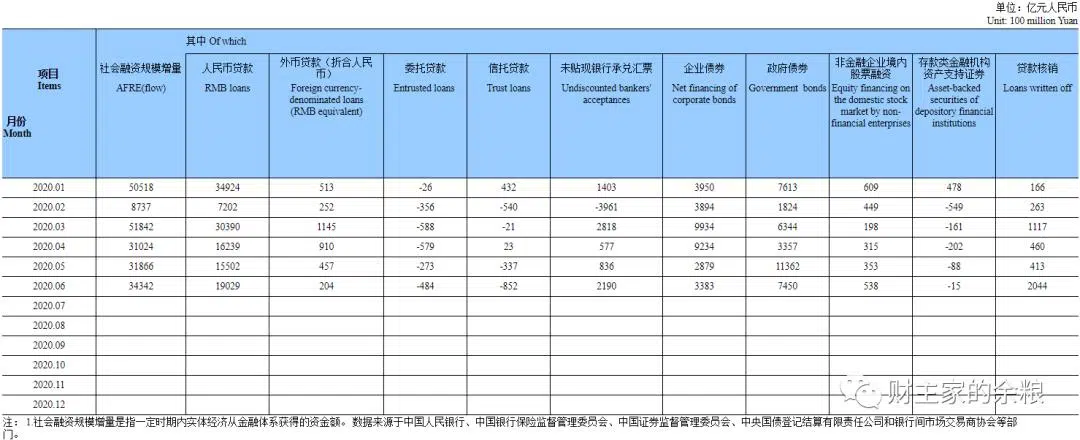 单位：亿元人民币
Unit: 100 million Yuan
项目
Items
月份
Month
其中 Of which
社会融资规模增量
AFRE(flow)
人民币贷款
RMB loans
外币贷款（折合人民
币）
Foreign currency-
denominated loans
(RMB equivalent)
委托贷款
Entrusted loans
信托贷款
Trust loans
未贴现银行承兑汇票
Undiscounted bankers'
acceptances
企业债券
Net financing of
corporate bonds
政府债券
Government bonds
非金融企业境内
股票融资
Equity financing on
the domestic stock
market by non-
financial enterprises
存款类金融机构
资产支持证券
Asset-backed
securities of
depository financial
institutions
贷款核销
Loans written off
2020.01 50518 34924 513 -26 432 1403 3950 7613 609 478 166
2020.02 8737 7202 252 -356 -540 -3961 3894 1824 449 -549 263
2020.03 51842 30390 1145 -588 -21 2818 9934 6344 198 -161 1117
2020.04 31024 16239 910 -579 23 577 9234 3357 315 -202 460
2020.05 31866 15502 457 -273 -337 836 2879 11362 353 -88 413
2020.06 34342 19029 204 -484 -852 2190 3383 7450 538 -15 2044
2020.07
2020.08
2020.09
2020.10
2020.11
2020.12
财主家的余粮
注： 1.社会融资规模增量是指一定时期内实体经济从金融体系获得的资金额。数据来源于中国人民银行、中国银行保险监督管理委员会、中国证券监督管理委员会、中央国债登记结算有限责任公司和银行间市场交易商协会等部
门。